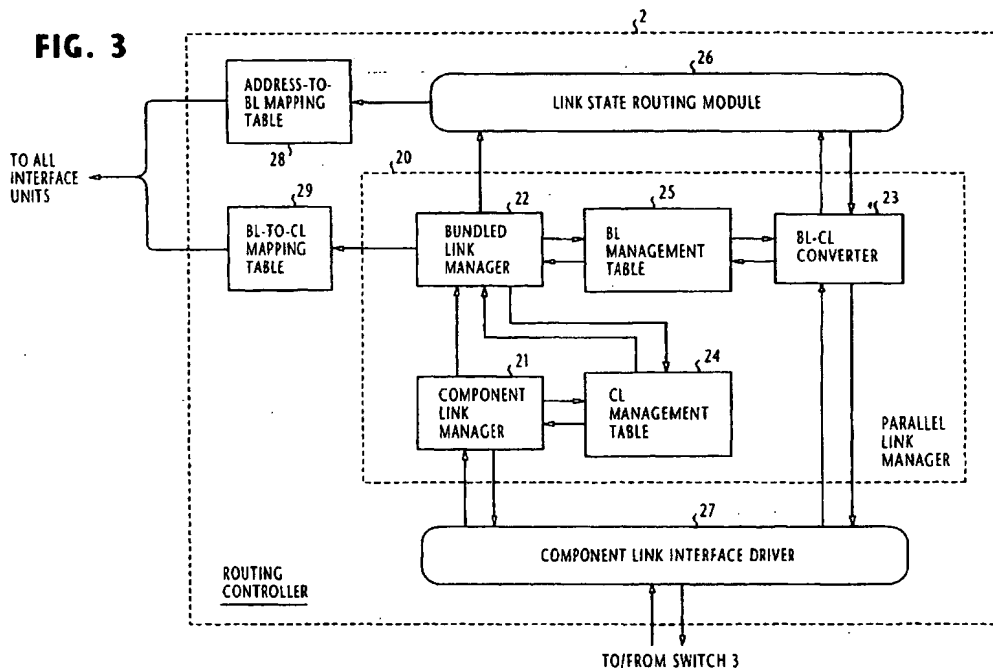 FIG. 3
2
26
ADDRESS-TO-
BL MAPPING
TABLE
28
LINK STATE ROUTING MODULE
TO ALL
INTERFACE
UNITS
20
29
BL-TO-CL
MAPPING
TABLE
22
BUNDLED
LINK
MANAGER
25
BL
MANAGEMENT
TABLE
23
BL-CL
CONVERTER
21
COMPONENT
LINK
MANAGER
24
CL
MANAGEMENT
TABLE
PARALLEL
LINK
MANAGER
27
COMPONENT LINK INTERFACE DRIVER
ROUTING
CONTROLLER
TO/FROM SWITCH 3